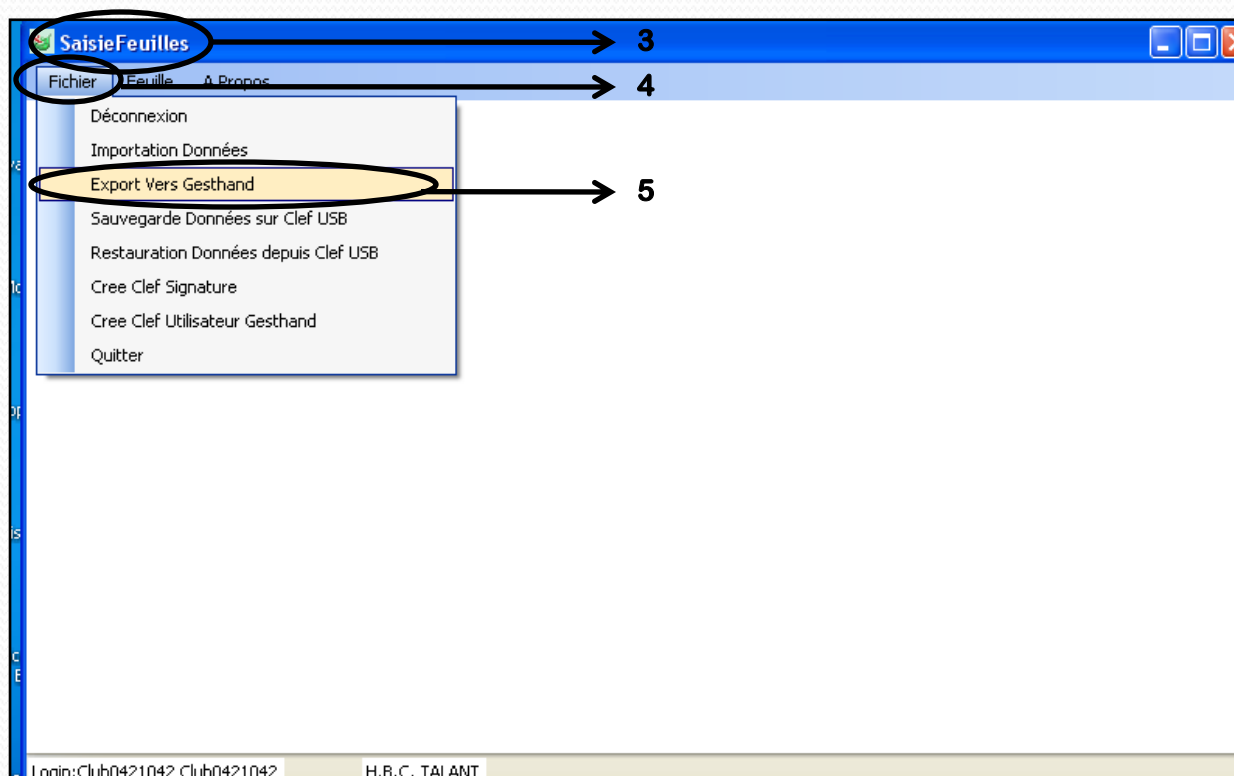 SaisieFeuilles 3
Fichier Feuille A Propos 4
Déconnexion
Importation Données
Export Vers Gesthand 5
Sauvegarde Données sur Clef USB
Restauration Données depuis Clef USB
Cree Clef Signature
Cree Clef Utilisateur Gesthand
Quitter
Login:Club0421042 Club0421042 H.B.C. TALANT